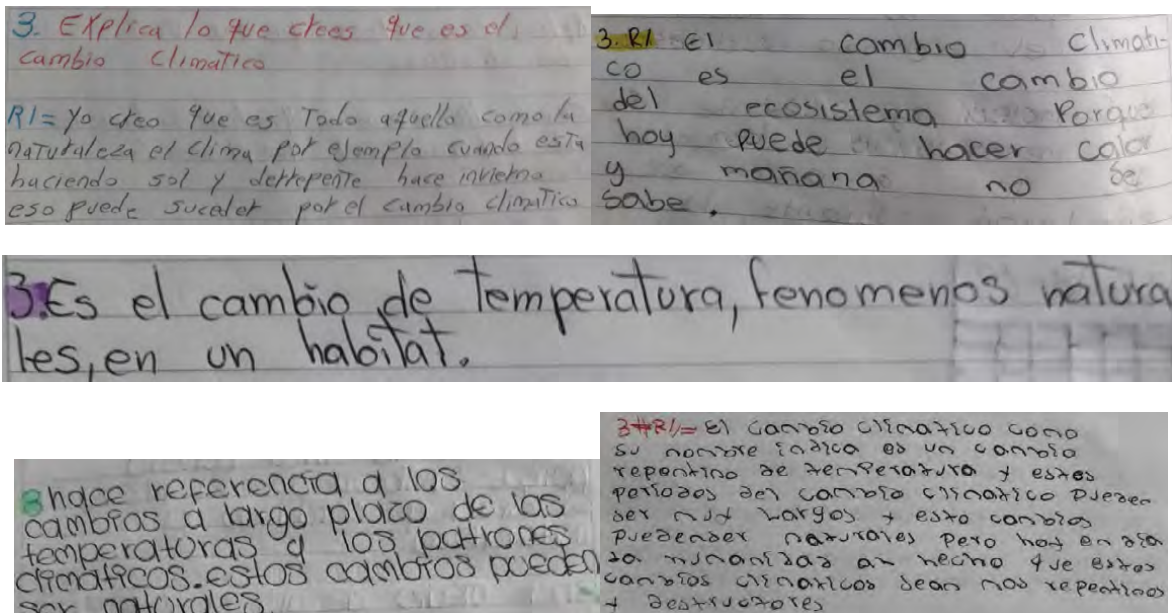 3. Explica lo que crees que es el
cambio climatico
R/= Yo creo que es Todo aquello como la
naturaleza el clima por ejemplo cuando esta
haciendo sol y derrepente hace invierno
eso puede suceder por el cambio climatico
3. R/ El cambio climati-
co es el cambio
del ecosistema Porque
hoy puede hacer calor
y mañana no se
sabe.
3. Es el cambio de temperatura, fenomenos natura
les, en un habitat.
3 hace referencia a los
cambios a largo placo de las
temperaturas y los patrones
climaticos. estos cambios pueden
ser naturales
3#R/= El cambio climatico como
su nombre indica es un cambio
repentino de temperatura y estos
periodos del cambio climatico pueden
ser muy largos y esto cambios
puedenser naturales pero hoy en dia
la humanidad an hecho que estos
cambios climaticos sean mas repentinos
y destructores